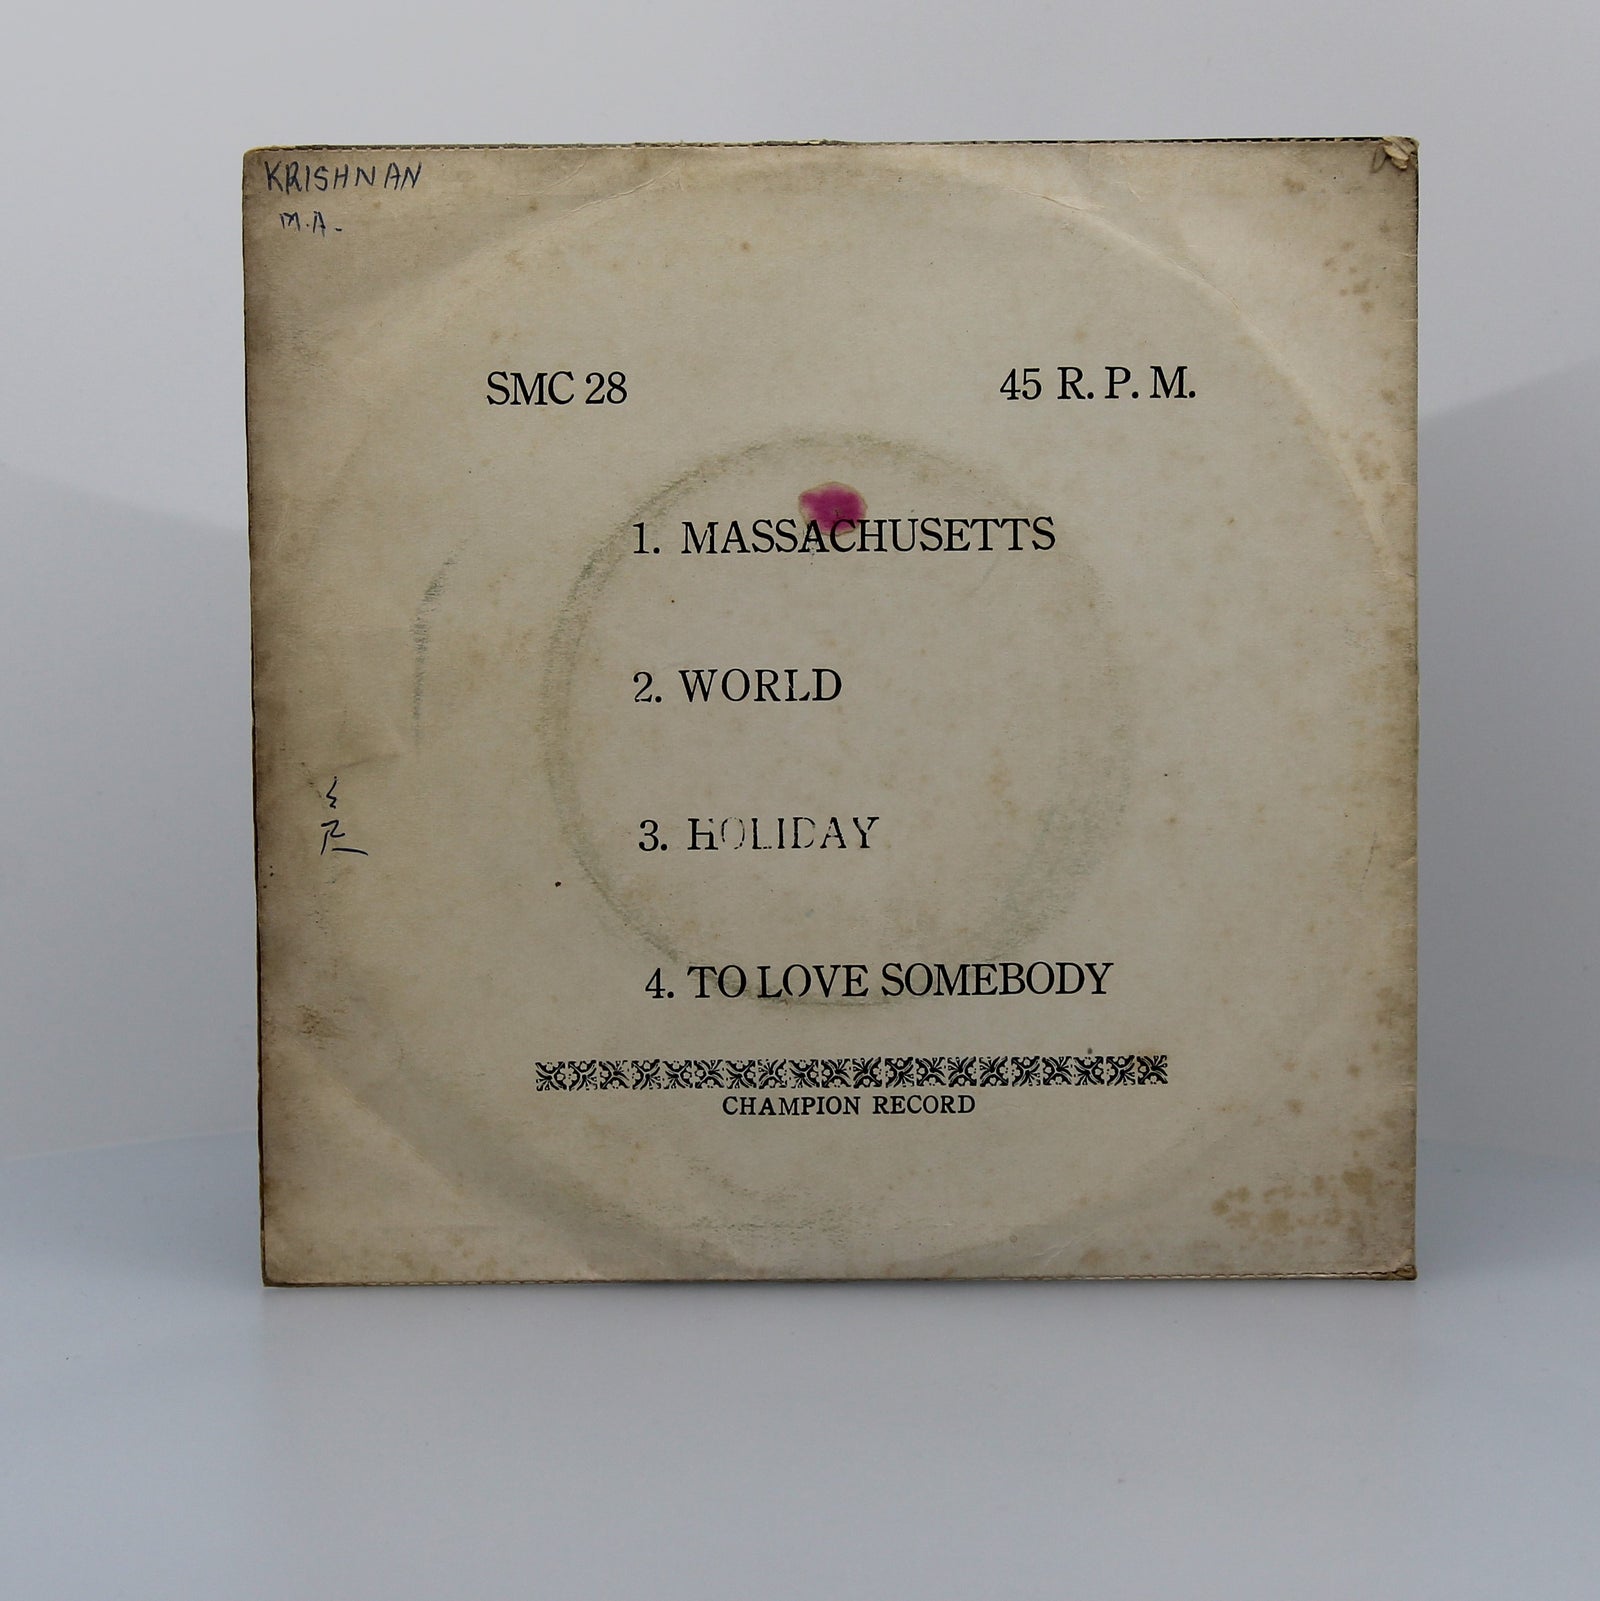 KRISHNAN
M.A.
SMC 28 45 R. P. M.
1. MASSACHUSETTS
2. WORLD
3. HOLIDAY
4. TO LOVE SOMEBODY
CHAMPION RECORD